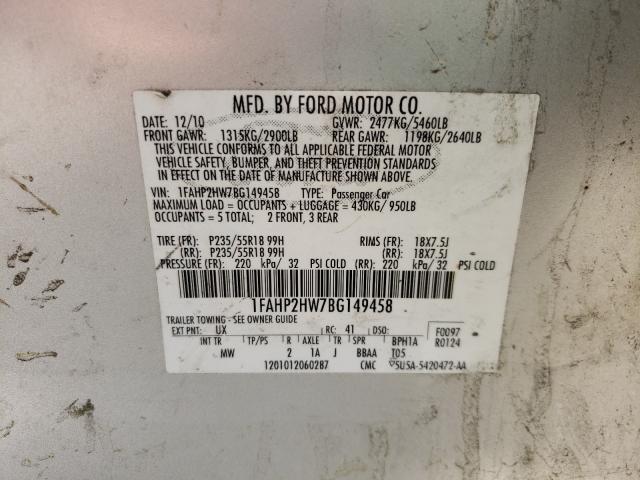 MFD. BY FORD MOTOR CO.
DATE: 12/10 GVWR: 2477KG/5460LB
FRONT GAWR: 1315KG/2900LB REAR GAWR: 1198KG/2640LB
THIS VEHICLE CONFORMS TO ALL APPLICABLE FEDERAL MOTOR
VEHICLE SAFETY, BUMPER, AND THEFT PREVENTION STANDARDS
IN EFFECT ON THE DATE OF MANUFACTURE SHOWN ABOVE.
VIN: 1FAHP2HW7BG149458 TYPE: Passenger Car
MAXIMUM LOAD = OCCUPANTS + LUGGAGE = 430KG/ 950LB
OCCUPANTS = 5 TOTAL; 2 FRONT, 3 REAR
TIRE (FR): P235/55R18 99H RIMS (FR): 18X7.5J
(RR): P235/55R18 99H (RR): 18X7.5J
PRESSURE (FR): 220 kPa/ 32 PSI COLD (RR): 220 kPa/ 32 PSI COLD
1FAHP2HW7BG149458
TRAILER TOWING - SEE OWNER GUIDE
EXT PNT: UX RC: 41 DSO: F0097
INT TR TP/PS R AXLE TR SPR BPH1A R0124
MW 2 1A J BBAA T05
1201012060287 CMC 5U5A-5420472-AA